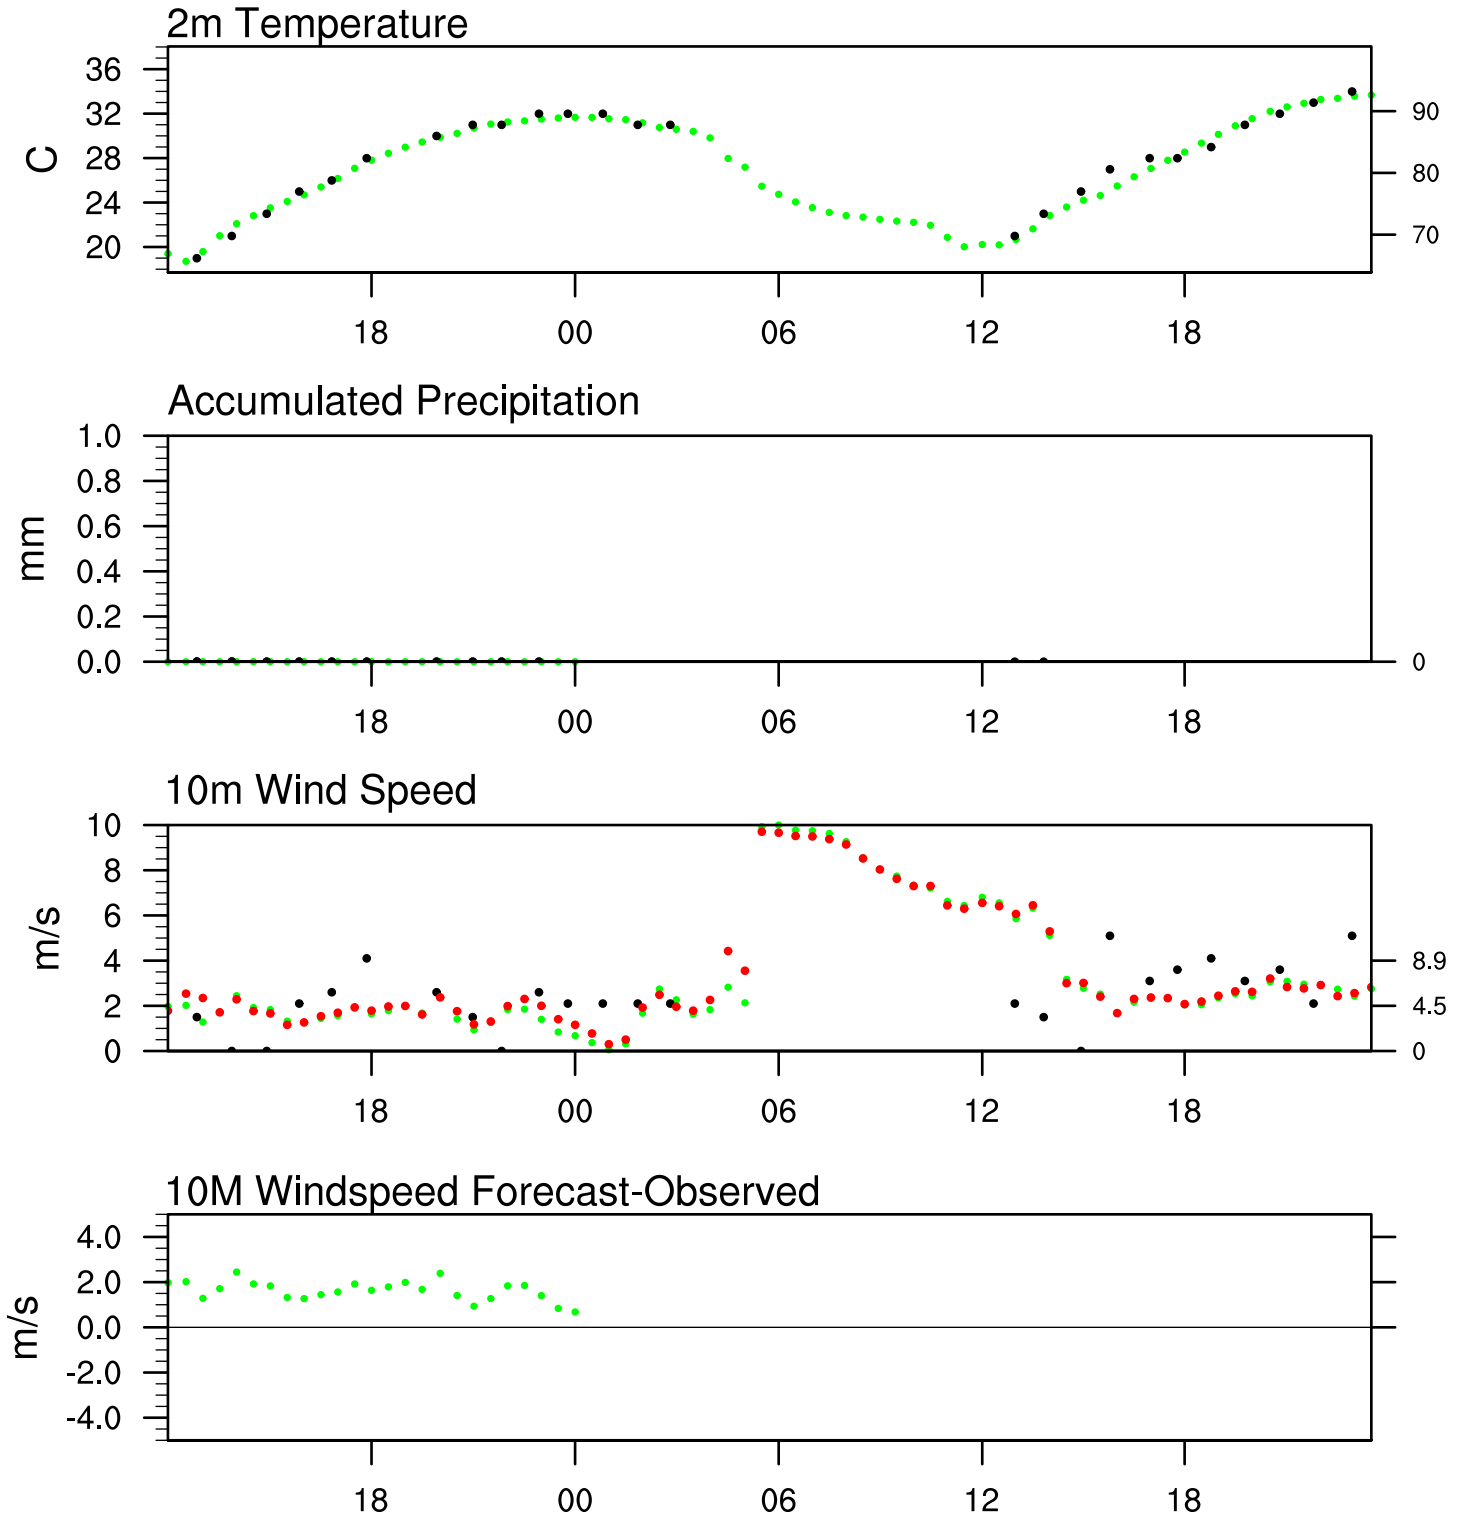 2m Temperature
36
32
28
24
20
C
90
80
70
18 00 06 12 18
Accumulated Precipitation
1.0
0.8
0.6
0.4
0.2
0.0
mm
0
18 00 06 12 18
10m Wind Speed
10
8
6
4
2
0
m/s
8.9
4.5
0
18 00 06 12 18
10M Windspeed Forecast-Observed
4.0
2.0
0.0
-2.0
-4.0
m/s
18 00 06 12 18